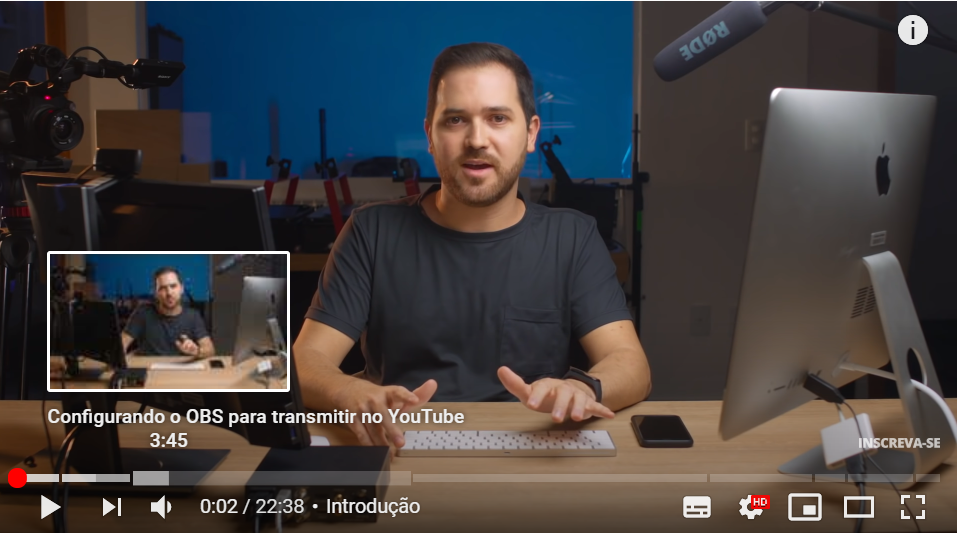 RØDE
Configurando o OBS para transmitir no YouTube
3:45
INSCREVA-SE
0:02 / 22:38 • Introdução
HD